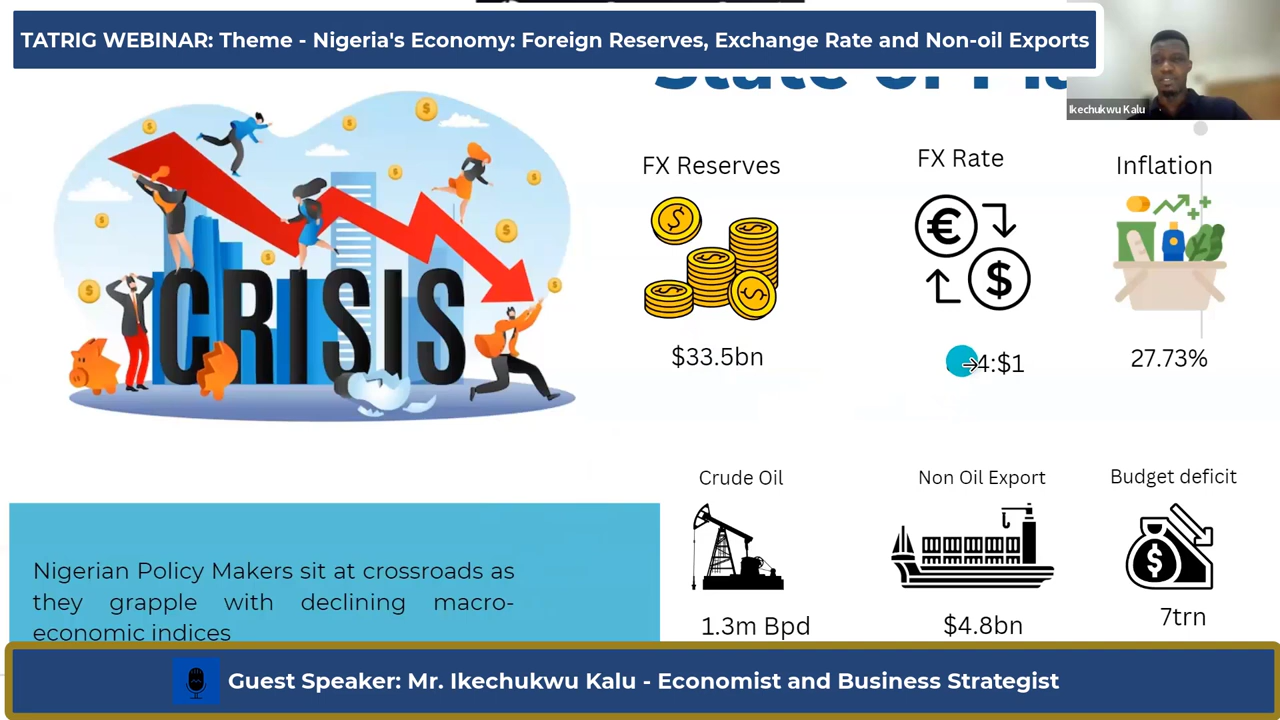 TATRIG WEBINAR: Theme - Nigeria's Economy: Foreign Reserves, Exchange Rate and Non-oil Exports
State of
Ikechukwu Kalu
FX Reserves
FX Rate
Inflation
CRISIS
$33.5bn
4:$1
27.73%
Crude Oil
Non Oil Export
Budget deficit
1.3m Bpd
$4.8bn
7trn
Nigerian Policy Makers sit at crossroads as
they grapple with declining macro-
economic indices
Guest Speaker: Mr. Ikechukwu Kalu - Economist and Business Strategist